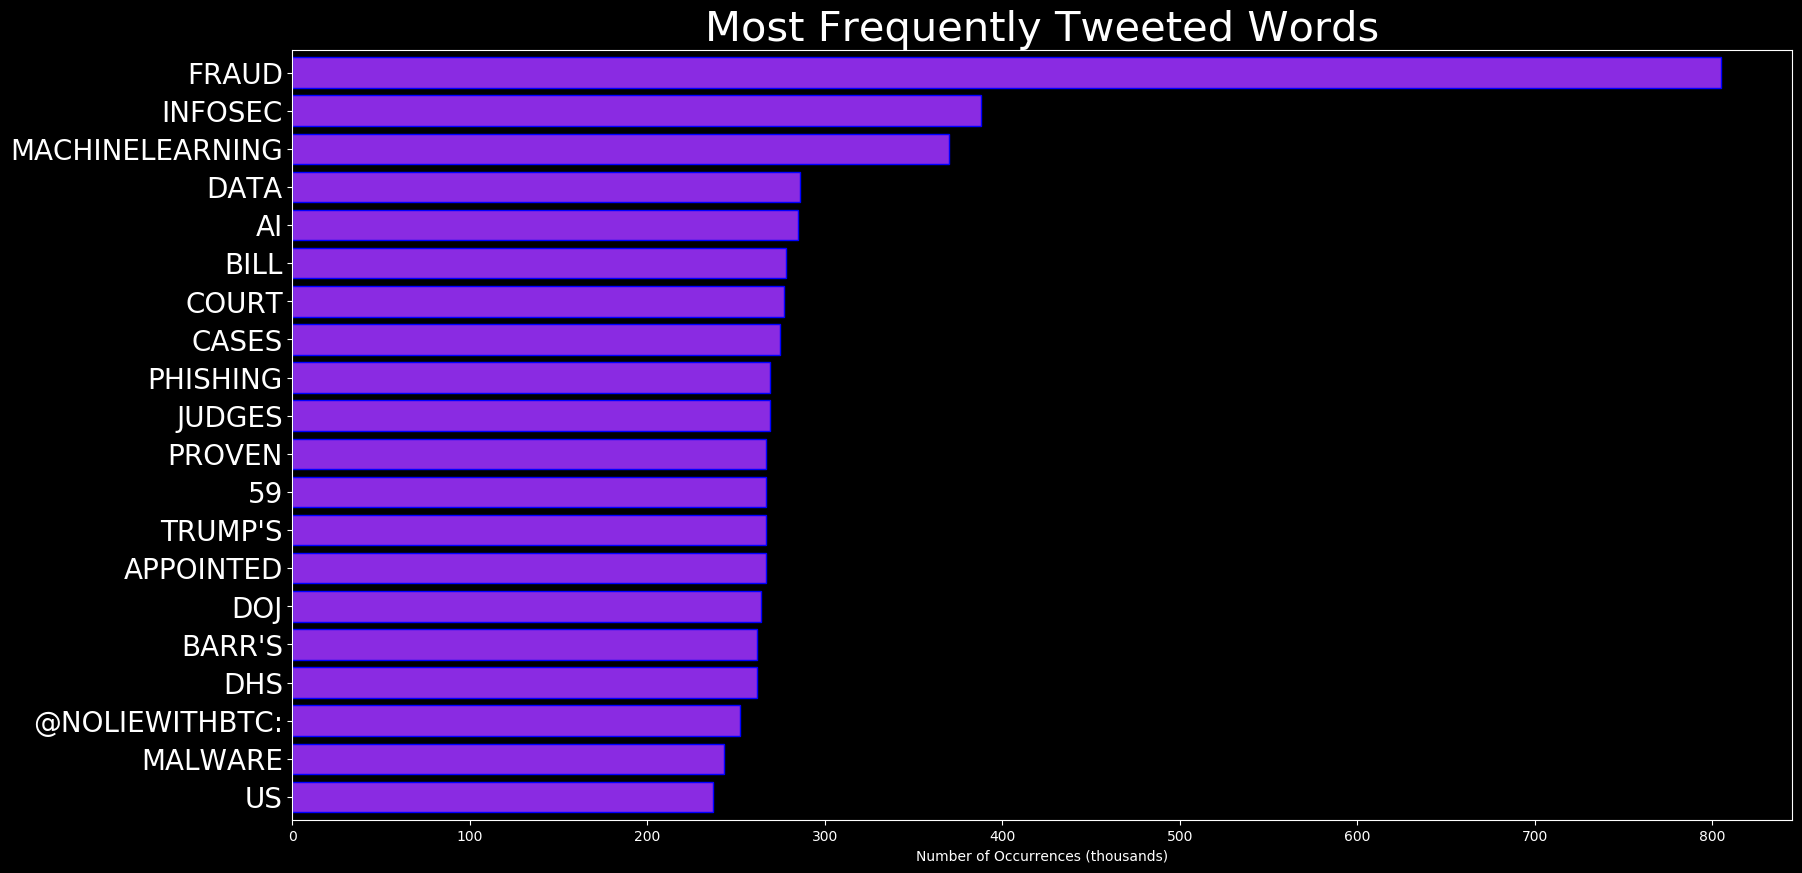 Most Frequently Tweeted Words
FRAUD
INFOSEC
MACHINELEARNING
DATA
AI
BILL
COURT
CASES
PHISHING
JUDGES
PROVEN
59
TRUMP'S
APPOINTED
DOJ
BARR'S
DHS
@NOLIEWITHBTC:
MALWARE
US
0 100 200 300 400 500 600 700 800
Number of Occurrences (thousands)